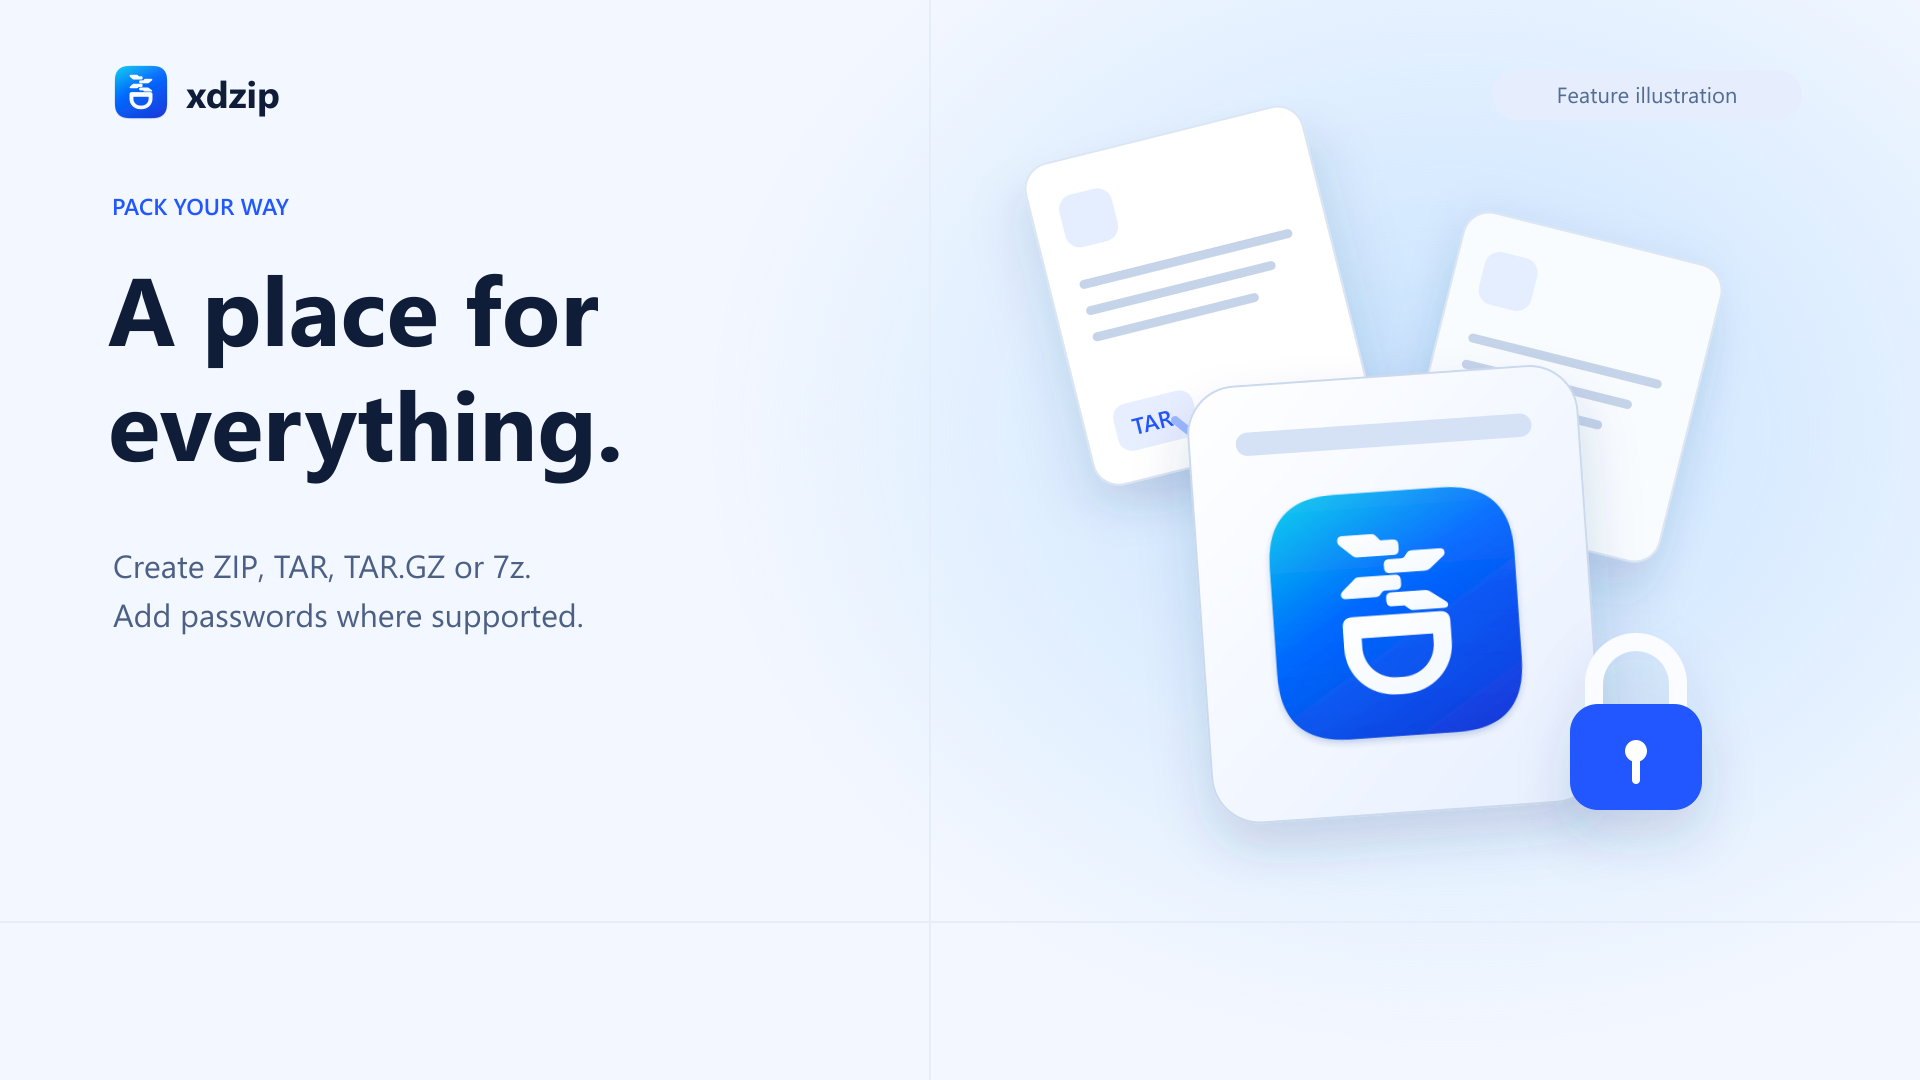 xdzip
Feature illustration
PACK YOUR WAY
A place for
everything.
Create ZIP, TAR, TAR.GZ or 7z.
Add passwords where supported.
TAR